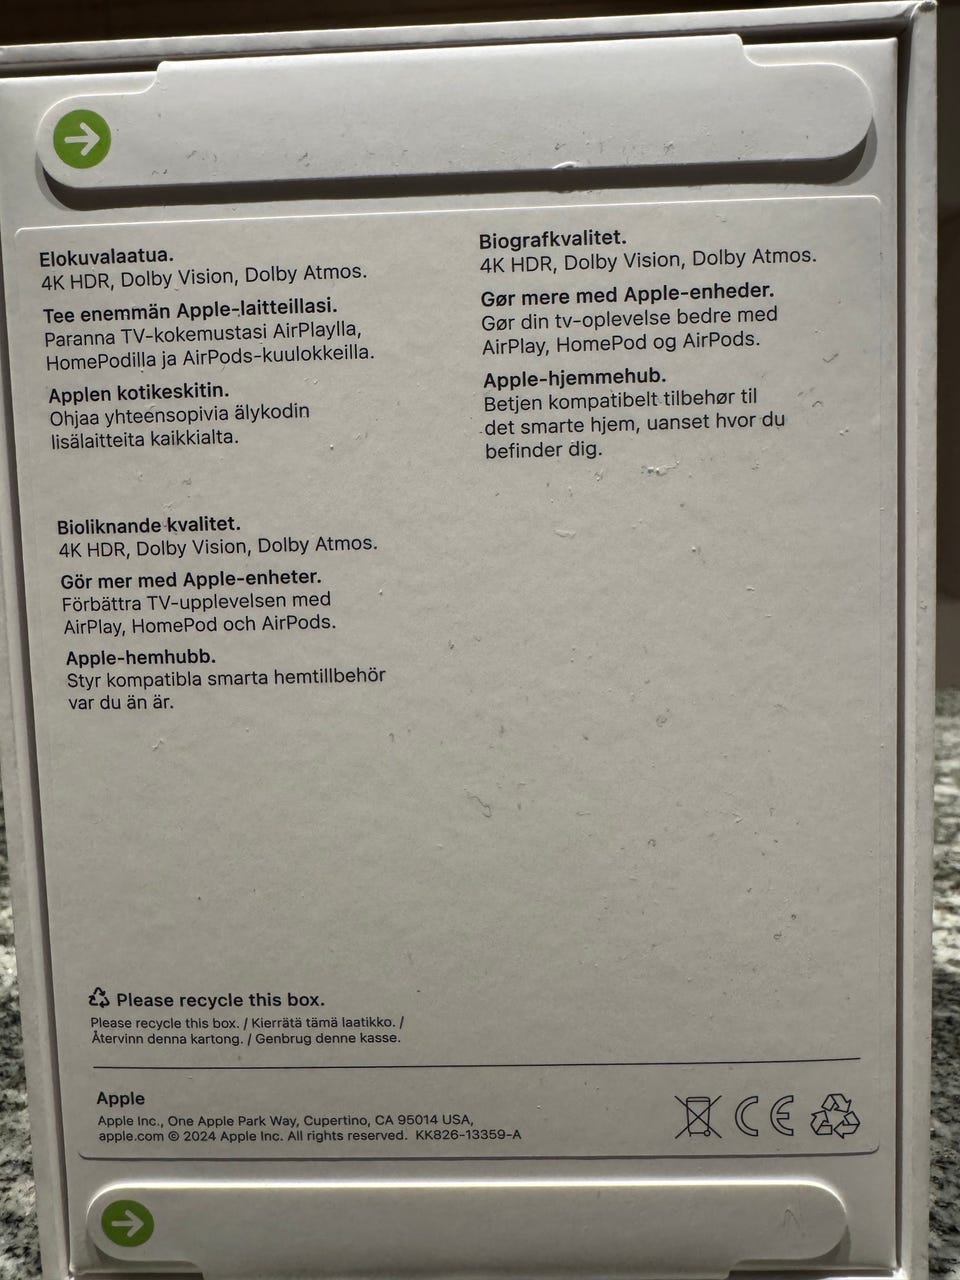 Elokuvalaatua.
4K HDR, Dolby Vision, Dolby Atmos.
Tee enemmän Apple-laitteillasi.
Paranna TV-kokemustasi AirPlaylla,
HomePodilla ja AirPods-kuulokkeilla.
Applen kotikeskitin.
Ohjaa yhteensopivia älykodin
lisälaitteita kaikkialta.
Biografkvalitet.
4K HDR, Dolby Vision, Dolby Atmos.
Gør mere med Apple-enheder.
Gør din tv-oplevelse bedre med
AirPlay, HomePod og AirPods.
Apple-hjemmehub.
Betjen kompatibelt tilbehør til
det smarte hjem, uanset hvor du
befinder dig.
Bioliknande kvalitet.
4K HDR, Dolby Vision, Dolby Atmos.
Gör mer med Apple-enheter.
Förbättra TV-upplevelsen med
AirPlay, HomePod och AirPods.
Apple-hemhubb.
Styr kompatibla smarta hemtillbehör
var du än är.
Please recycle this box.
Please recycle this box. / Kierrätä tämä laatikko. /
Återvinn denna kartong. / Genbrug denne kasse.
Apple
Apple Inc., One Apple Park Way, Cupertino, CA 95014 USA,
apple.com © 2024 Apple Inc. All rights reserved. KK826-13359-A
CE